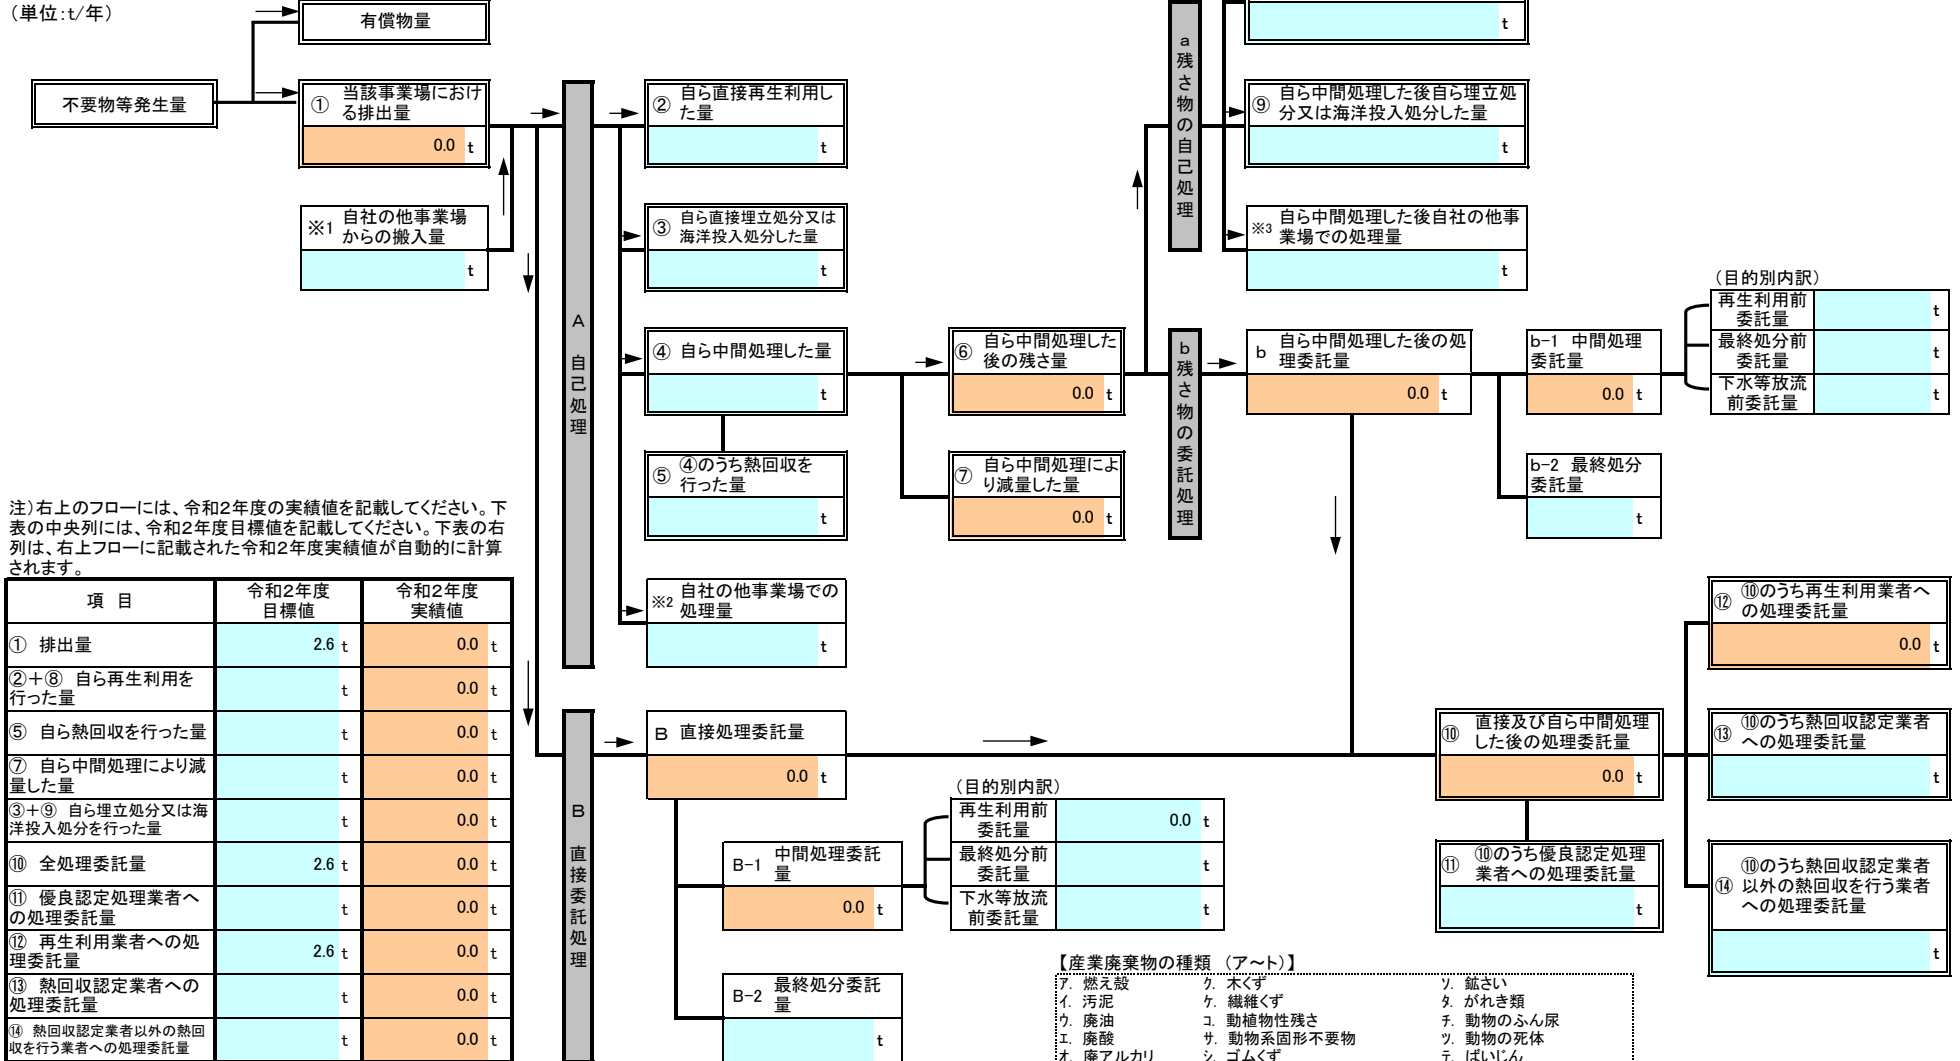 （単位：t/年）
有償物量
不要物等発生量
① 当該事業場におけ
る排出量
0.0 t
※1 自社の他事業場
からの搬入量
t
A 自己処理
② 自ら直接再生利用し
た量
t
③ 自ら直接埋立処分又は
海洋投入処分した量
t
④ 自ら中間処理した量
t
⑤ ④のうち熱回収を
行った量
t
※2 自社の他事業場での
処理量
t
⑥ 自ら中間処理した
後の残さ量
0.0 t
⑦ 自ら中間処理によ
り減量した量
0.0 t
a 残さ物の自己処理
t
⑨ 自ら中間処理した後自ら埋立処
分又は海洋投入処分した量
t
※3 自ら中間処理した後自社の他事
業場での処理量
t
b 残さ物の委託処理
b 自ら中間処理した後の処
理委託量
0.0 t
b-1 中間処理
委託量
0.0 t
b-2 最終処分
委託量
t
（目的別内訳）
再生利用前
委託量
t
最終処分前
委託量
t
下水等放流
前委託量
t
注）右上のフローには、令和2年度の実績値を記載してください。下
表の中央列には、令和2年度目標値を記載してください。下表の右
列は、右上フローに記載された令和2年度実績値が自動的に計算
されます。
項 目 令和2年度 目標値 令和2年度 実績値
① 排出量 2.6 t 0.0 t
②＋⑧ 自ら再生利用を
行った量 t 0.0 t
⑤ 自ら熱回収を行った量 t 0.0 t
⑦ 自ら中間処理により減
量した量 t 0.0 t
③＋⑨ 自ら埋立処分又は海
洋投入処分を行った量 t 0.0 t
⑩ 全処理委託量 2.6 t 0.0 t
⑪ 優良認定処理業者へ
の処理委託量 t 0.0 t
⑫ 再生利用業者への処
理委託量 2.6 t 0.0 t
⑬ 熱回収認定業者への
処理委託量 t 0.0 t
⑭ 熱回収認定業者以外の熱回
収を行う業者への処理委託量 t 0.0 t
B 直接委託処理
B 直接処理委託量
0.0 t
B-1 中間処理委託
量
0.0 t
B-2 最終処分委託
量
t
（目的別内訳）
再生利用前
委託量
0.0 t
最終処分前
委託量
t
下水等放流
前委託量
t
⑩ 直接及び自ら中間処理
した後の処理委託量
0.0 t
⑪ ⑩のうち優良認定処理
業者への処理委託量
t
⑫ ⑩のうち再生利用業者へ
の処理委託量
0.0 t
⑬ ⑩のうち熱回収認定業者
への処理委託量
t
⑭ ⑩のうち熱回収認定業者
以外の熱回収を行う業者
への処理委託量
t
【産業廃棄物の種類 （ア～ト）】
ア. 燃え殻 ク. 木くず ソ. 鉱さい
イ. 汚泥 ケ. 繊維くず タ. がれき類
ウ. 廃油 コ. 動植物性残さ チ. 動物のふん尿
エ. 廃酸 サ. 動物系固形不要物 ツ. 動物の死体
オ. 廃アルカリ シ. ゴムくず テ. ばいじん